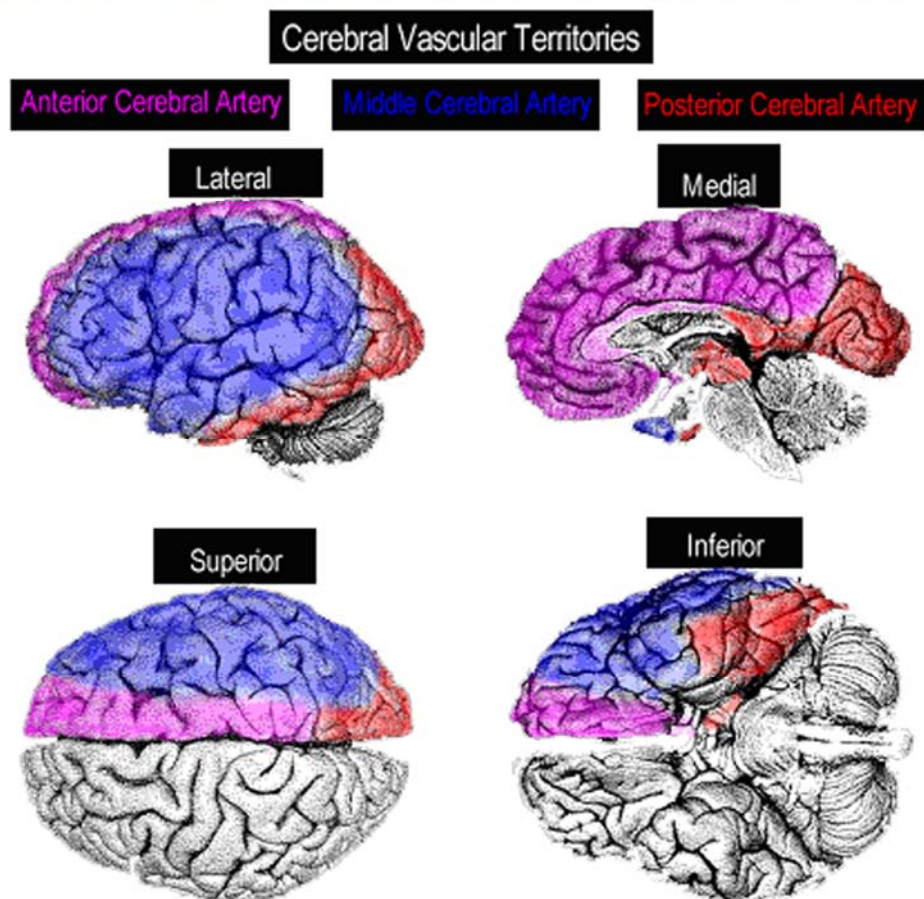 Cerebral Vascular Territories
Anterior Cerebral Artery
Middle Cerebral Artery
Posterior Cerebral Artery
Lateral
Medial
Superior
Inferior